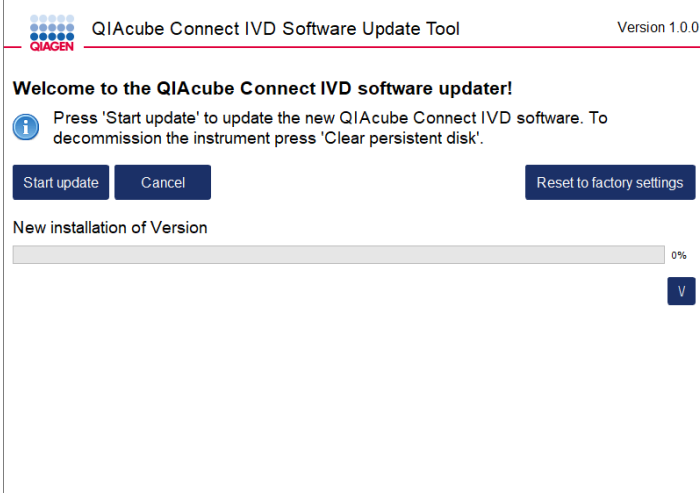 QIAGEN
QIAcube Connect IVD Software Update Tool
Version 1.0.0
Welcome to the QIAcube Connect IVD software updater!
Press 'Start update' to update the new QIAcube Connect IVD software. To
decommission the instrument press 'Clear persistent disk'.
Start update
Cancel
Reset to factory settings
New installation of Version
0%
V